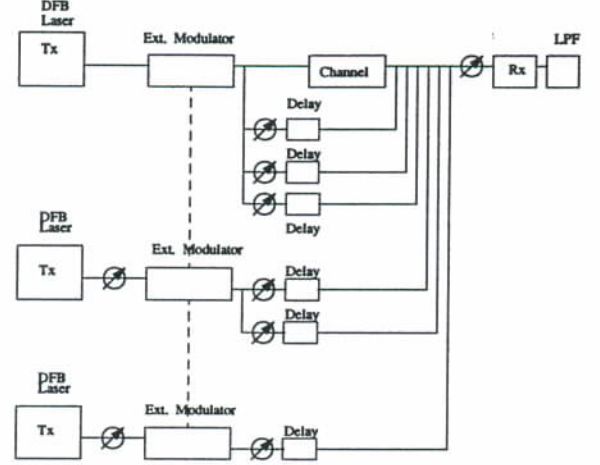 DFB
Laser
Tx
Ext. Modulator
Channel
Rx
LPF
Delay
Delay
Delay
DFB
Laser
Tx
Ext. Modulator
Delay
Delay
DFB
Laser
Tx
Ext. Modulator
Delay